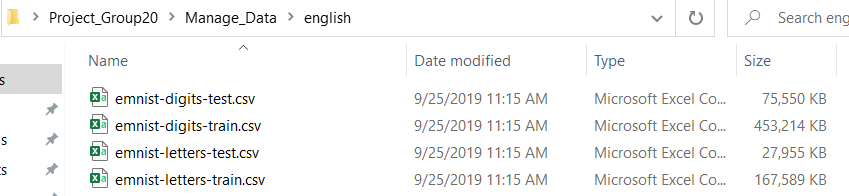 Project_Group20 > Manage_Data > english
Search eng
Name Date modified Type Size
emnist-digits-test.csv 9/25/2019 11:15 AM Microsoft Excel Co... 75,550 KB
emnist-digits-train.csv 9/25/2019 11:15 AM Microsoft Excel Co... 453,214 KB
emnist-letters-test.csv 9/25/2019 11:15 AM Microsoft Excel Co... 27,955 KB
emnist-letters-train.csv 9/25/2019 11:15 AM Microsoft Excel Co... 167,589 KB